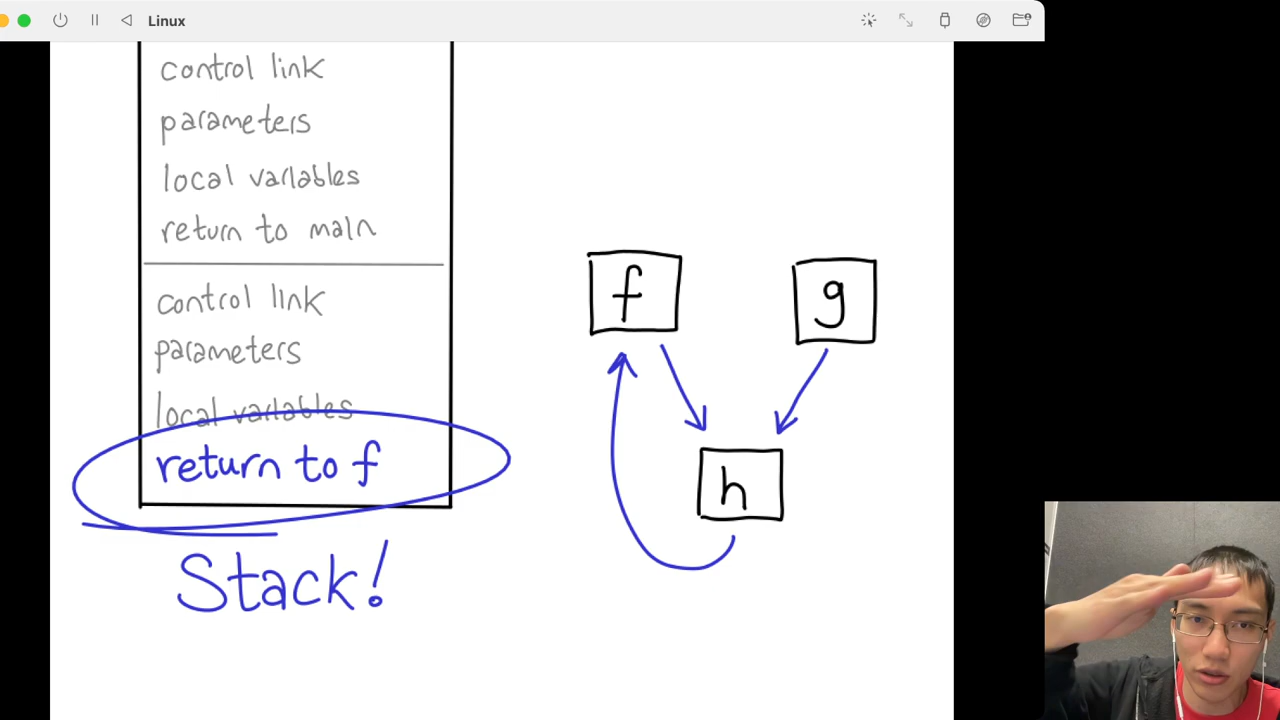 Linux
control link
parameters
local variables
return to main
control link
parameters
local variables
return to f
Stack!
f
g
h